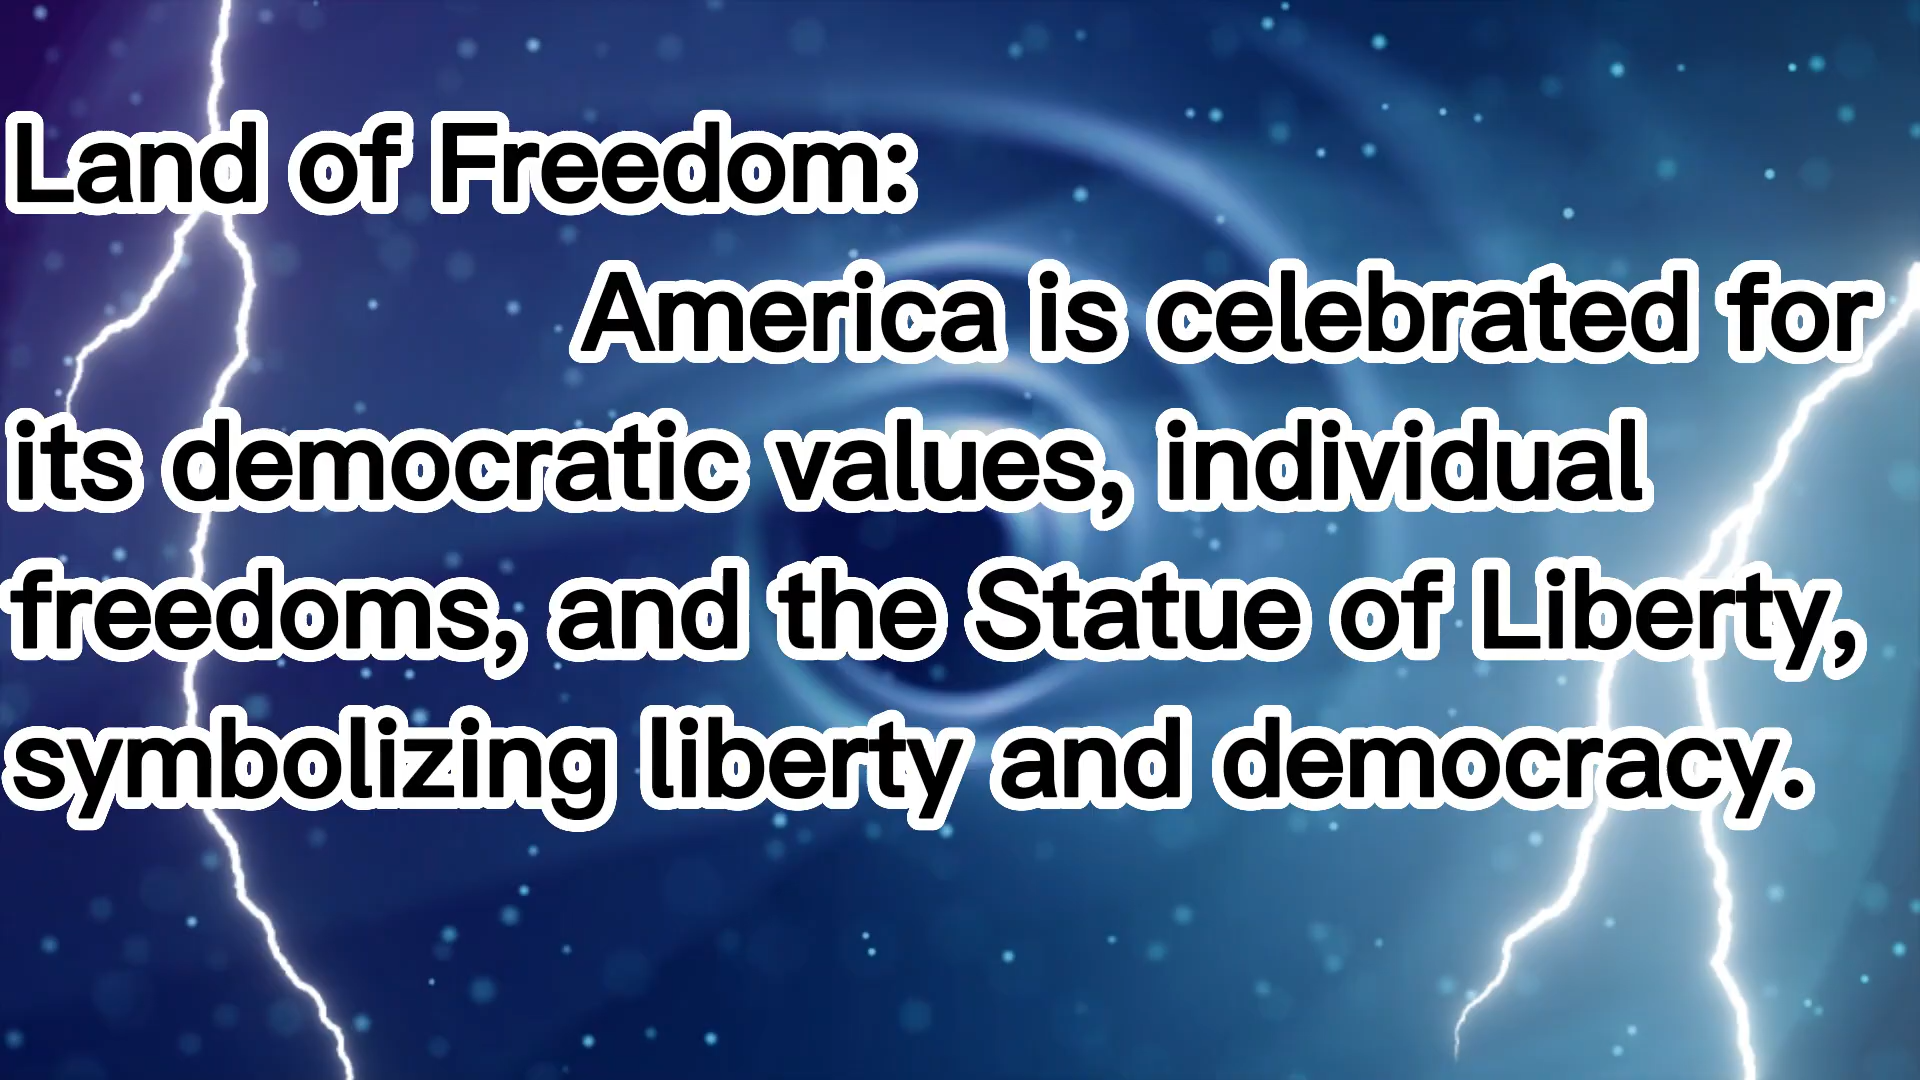 Land of Freedom:
America is celebrated for
its democratic values, individual
freedoms, and the Statue of Liberty,
symbolizing liberty and democracy.